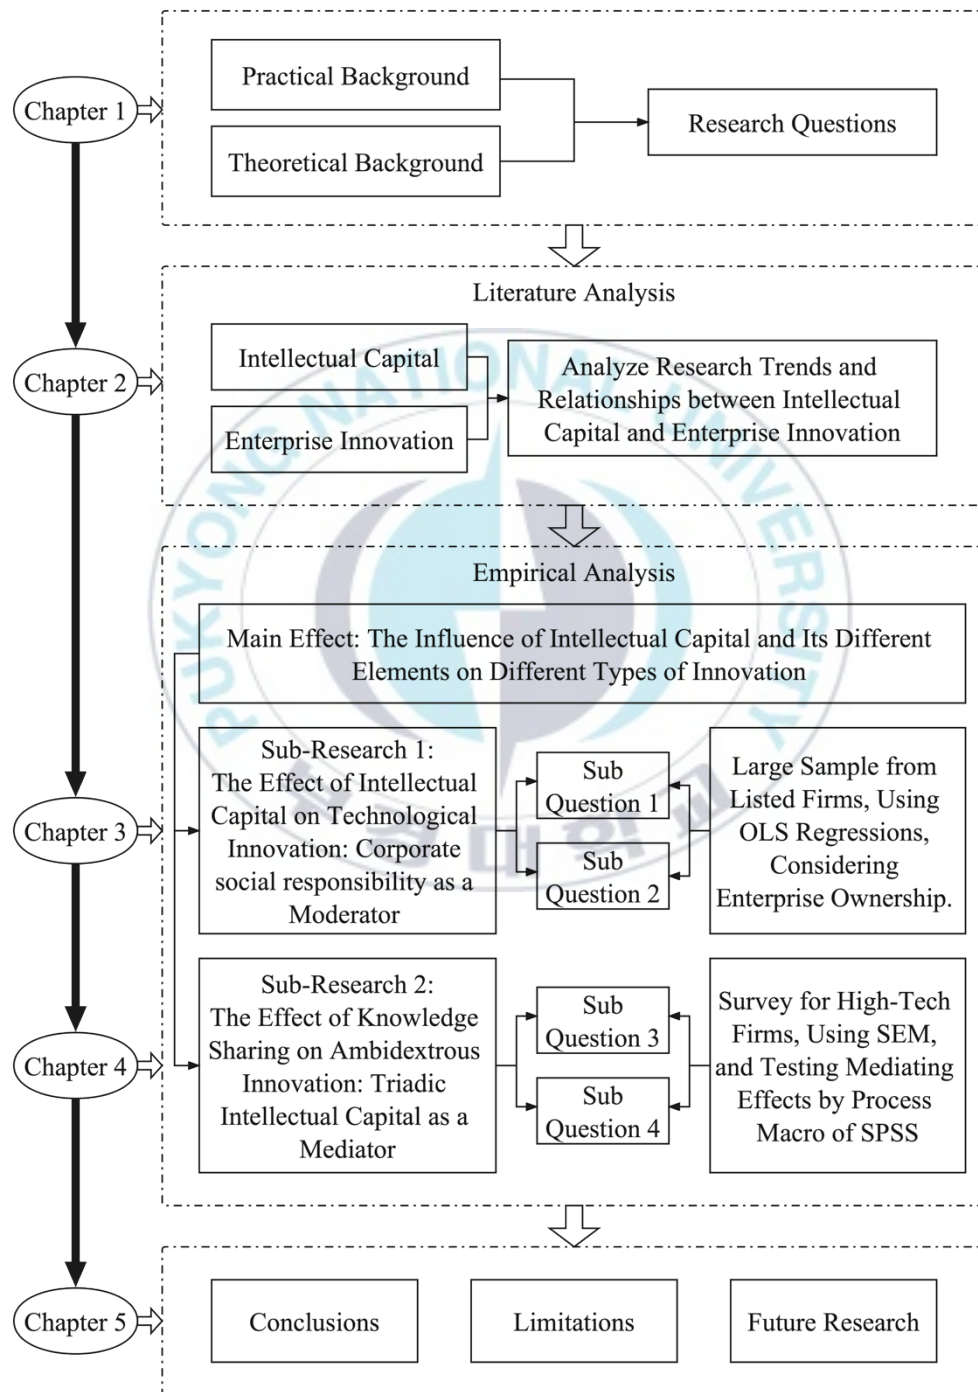 Chapter 1
Practical Background
Theoretical Background
Research Questions
Chapter 2
Literature Analysis
Intellectual Capital
Enterprise Innovation
Analyze Research Trends and
Relationships between Intellectual
Capital and Enterprise Innovation
Empirical Analysis
Main Effect: The Influence of Intellectual Capital and Its Different
Elements on Different Types of Innovation
Chapter 3
Sub-Research 1:
The Effect of Intellectual
Capital on Technological
Innovation: Corporate
social responsibility as a
Moderator
Sub
Question 1
Sub
Question 2
Large Sample from
Listed Firms, Using
OLS Regressions,
Considering
Enterprise Ownership.
Chapter 4
Sub-Research 2:
The Effect of Knowledge
Sharing on Ambidextrous
Innovation: Triadic
Intellectual Capital as a
Mediator
Sub
Question 3
Sub
Question 4
Survey for High-Tech
Firms, Using SEM,
and Testing Mediating
Effects by Process
Macro of SPSS
Chapter 5
Conclusions
Limitations
Future Research
PUKYONG NATIONAL UNIVERSITY